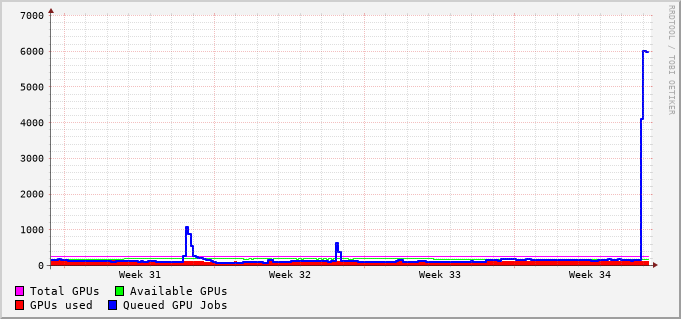 7000
6000
5000
4000
3000
2000
1000
0
Week 31 Week 32 Week 33 Week 34
Total GPUs Available GPUs
GPUs used Queued GPU Jobs
RRDTOOL / TOBI OETIKER